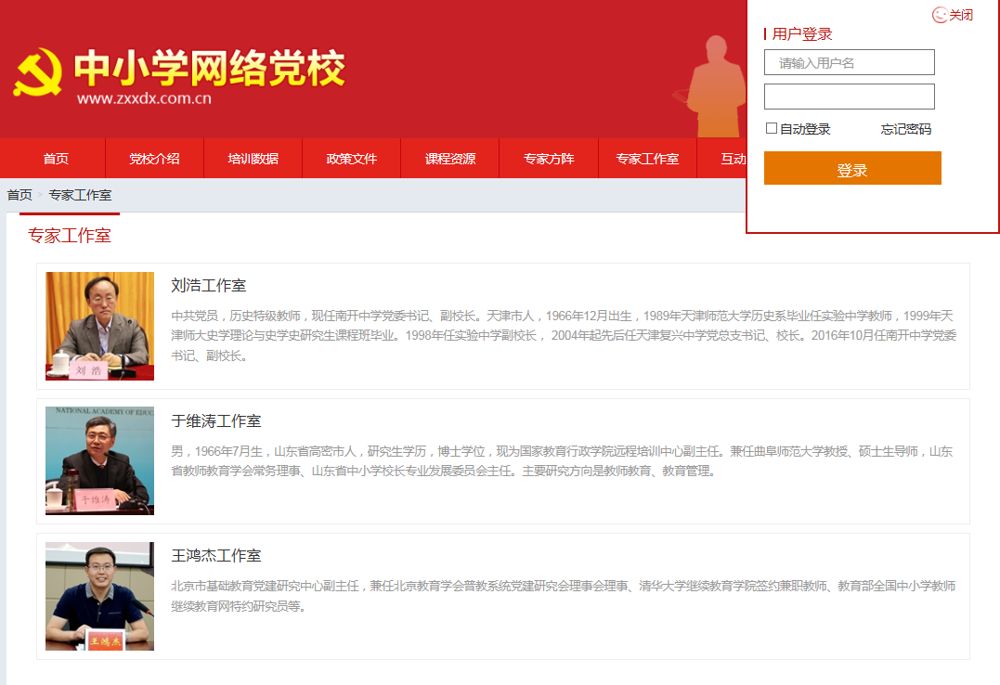 关闭
用户登录
请输入用户名
自动登录 忘记密码
登录
中小学网络党校
www.zxxdx.com.cn
首页 党校介绍 培训数据 政策文件 课程资源 专家方阵 专家工作室 互动
首页 > 专家工作室
专家工作室
刘浩工作室
中共党员，历史特级教师，现任南开中学党委书记、副校长。天津市人，1966年12月出生，1989年天津师范大学历史系毕业任实验中学教师，1999年天
津师大史学理论与史学史研究生课程班毕业。1998年任实验中学副校长， 2004年起先后任天津复兴中学党总支书记、校长。2016年10月任南开中学党委
书记、副校长。
刘 浩
于维涛工作室
男，1966年7月生，山东省高密市人，研究生学历，博士学位，现为国家教育行政学院远程培训中心副主任。兼任曲阜师范大学教授、硕士生导师，山东
省教师教育学会常务理事、山东省中小学校长专业发展委员会主任。主要研究方向是教师教育、教育管理。
NATIONAL ACADEMY OF EDUC
于维涛
王鸿杰工作室
北京市基础教育党建研究中心副主任，兼任北京教育学会普教系统党建研究会理事会理事、清华大学继续教育学院签约兼职教师、教育部全国中小学教师
继续教育网特约研究员等。
王鸿杰